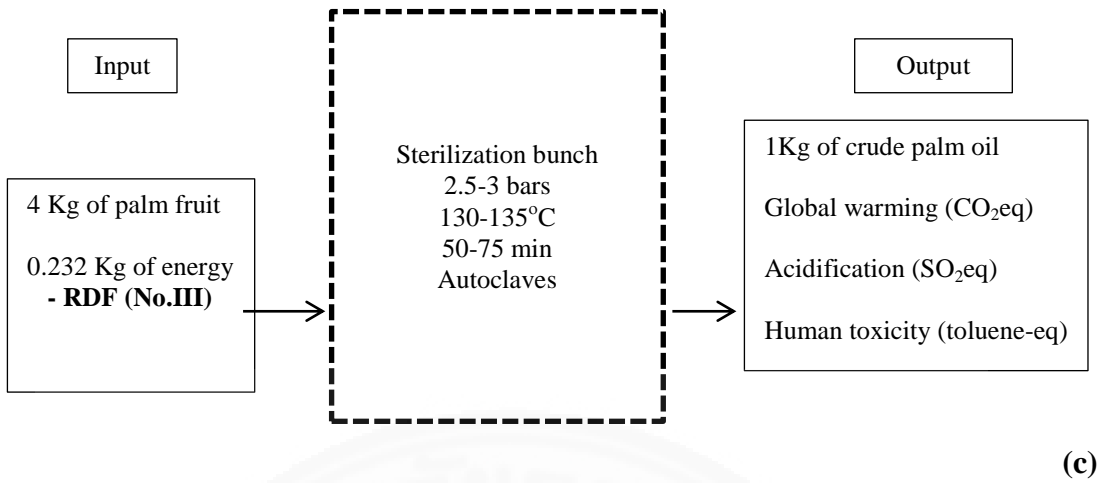 Input
4 Kg of palm fruit
0.232 Kg of energy
- RDF (No.III)
Sterilization bunch
2.5-3 bars
130-135°C
50-75 min
Autoclaves
Output
1Kg of crude palm oil
Global warming (CO₂eq)
Acidification (SO₂eq)
Human toxicity (toluene-eq)
(c)